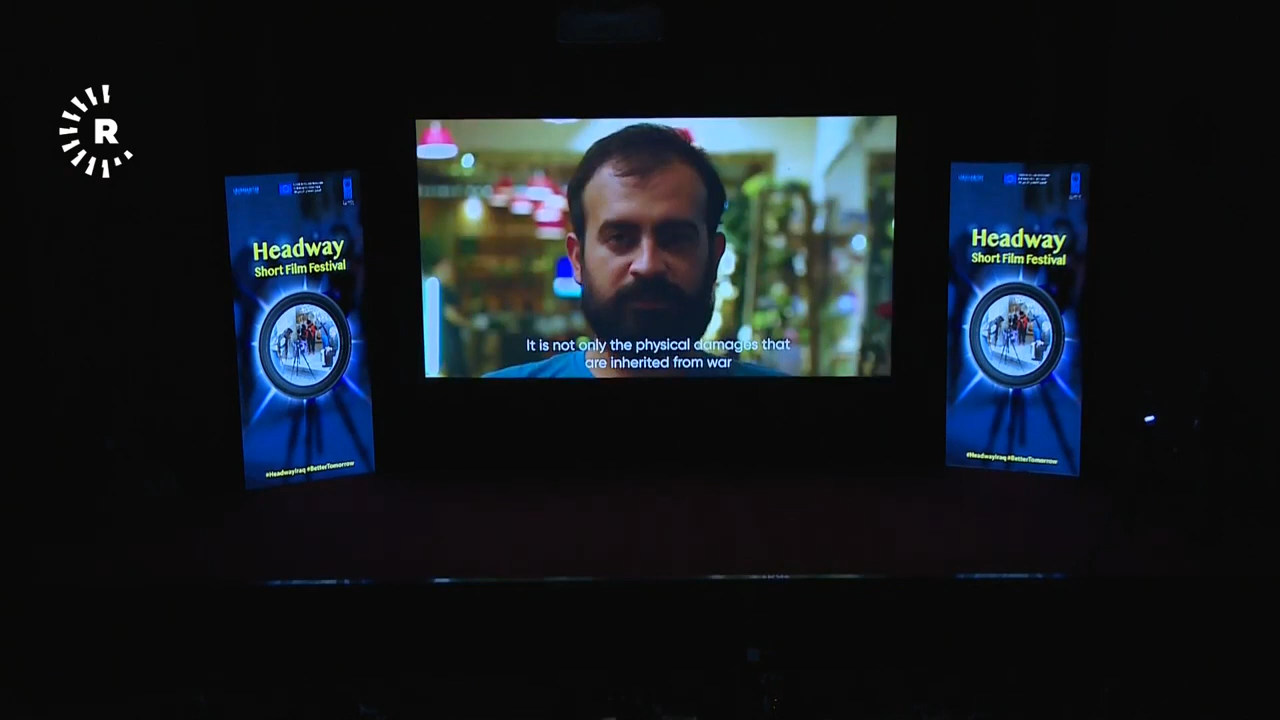 R
Headway
Short Film Festival
#HeadwayIraq #BetterTomorrow
It is not only the physical damages that
are inherited from war
Headway
Short Film Festival
#HeadwayIraq #BetterTomorrow